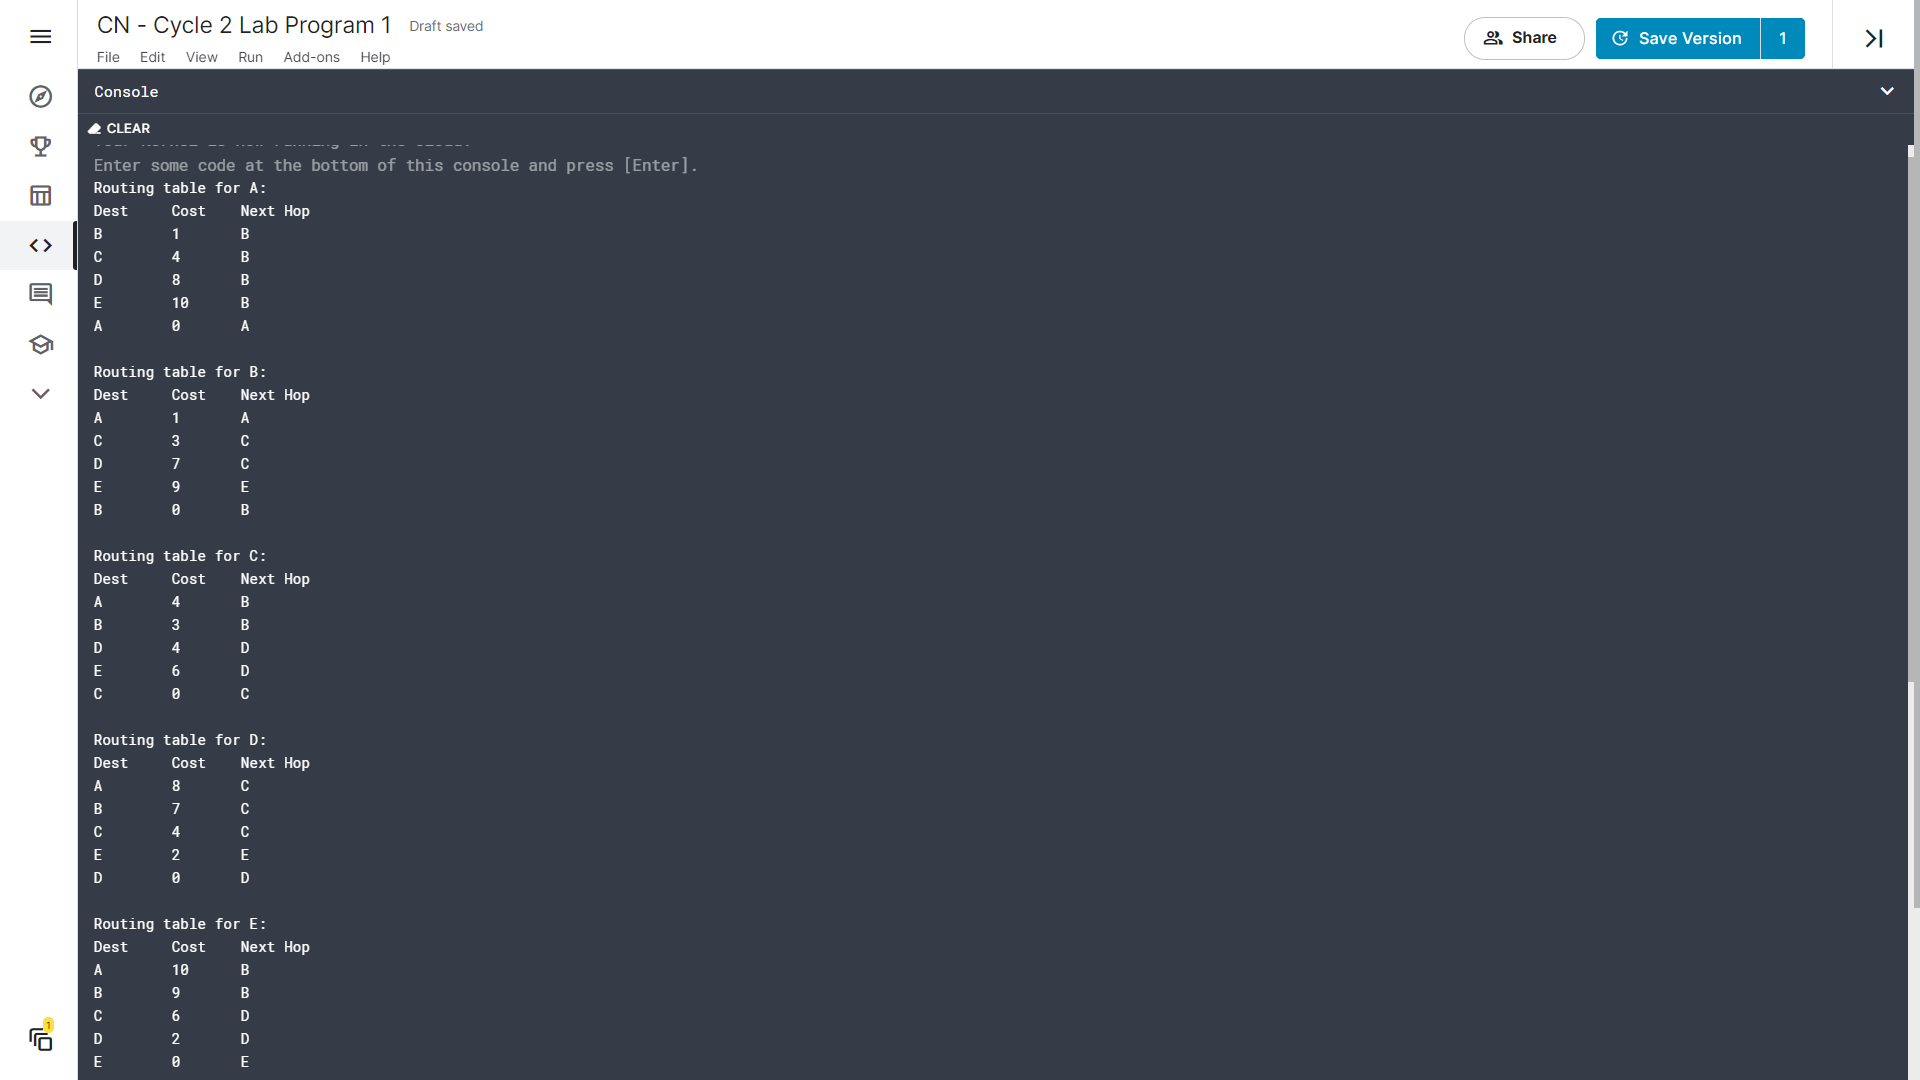 CN - Cycle 2 Lab Program 1 Draft saved
File Edit View Run Add-ons Help
Share
Save Version 1
Console
CLEAR
Enter some code at the bottom of this console and press [Enter].
Routing table for A:
Dest Cost Next Hop
B 1 B
C 4 B
D 8 B
E 10 B
A 0 A
Routing table for B:
Dest Cost Next Hop
A 1 A
C 3 C
D 7 C
E 9 E
B 0 B
Routing table for C:
Dest Cost Next Hop
A 4 B
B 3 B
D 4 D
E 6 D
C 0 C
Routing table for D:
Dest Cost Next Hop
A 8 C
B 7 C
C 4 C
E 2 E
D 0 D
Routing table for E:
Dest Cost Next Hop
A 10 B
B 9 B
C 6 D
D 2 D
E 0 E
1